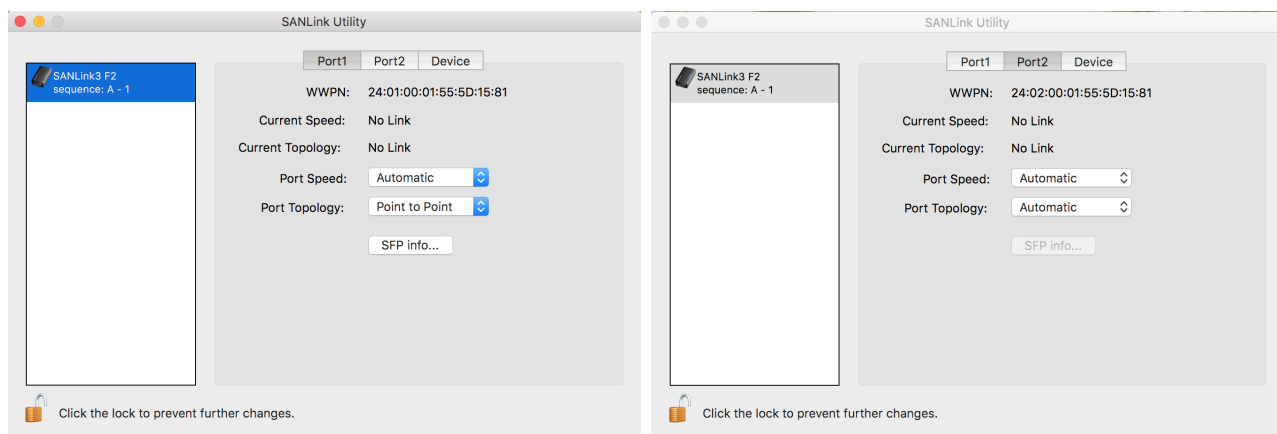 SANLink Utility
SANLink3 F2
sequence: A - 1
Port1 Port2 Device
WWPN: 24:01:00:01:55:5D:15:81
Current Speed: No Link
Current Topology: No Link
Port Speed: Automatic
Port Topology: Point to Point
SFP info...
Click the lock to prevent further changes.
SANLink Utility
SANLink3 F2
sequence: A - 1
Port1 Port2 Device
WWPN: 24:02:00:01:55:5D:15:81
Current Speed: No Link
Current Topology: No Link
Port Speed: Automatic
Port Topology: Automatic
SFP info...
Click the lock to prevent further changes.